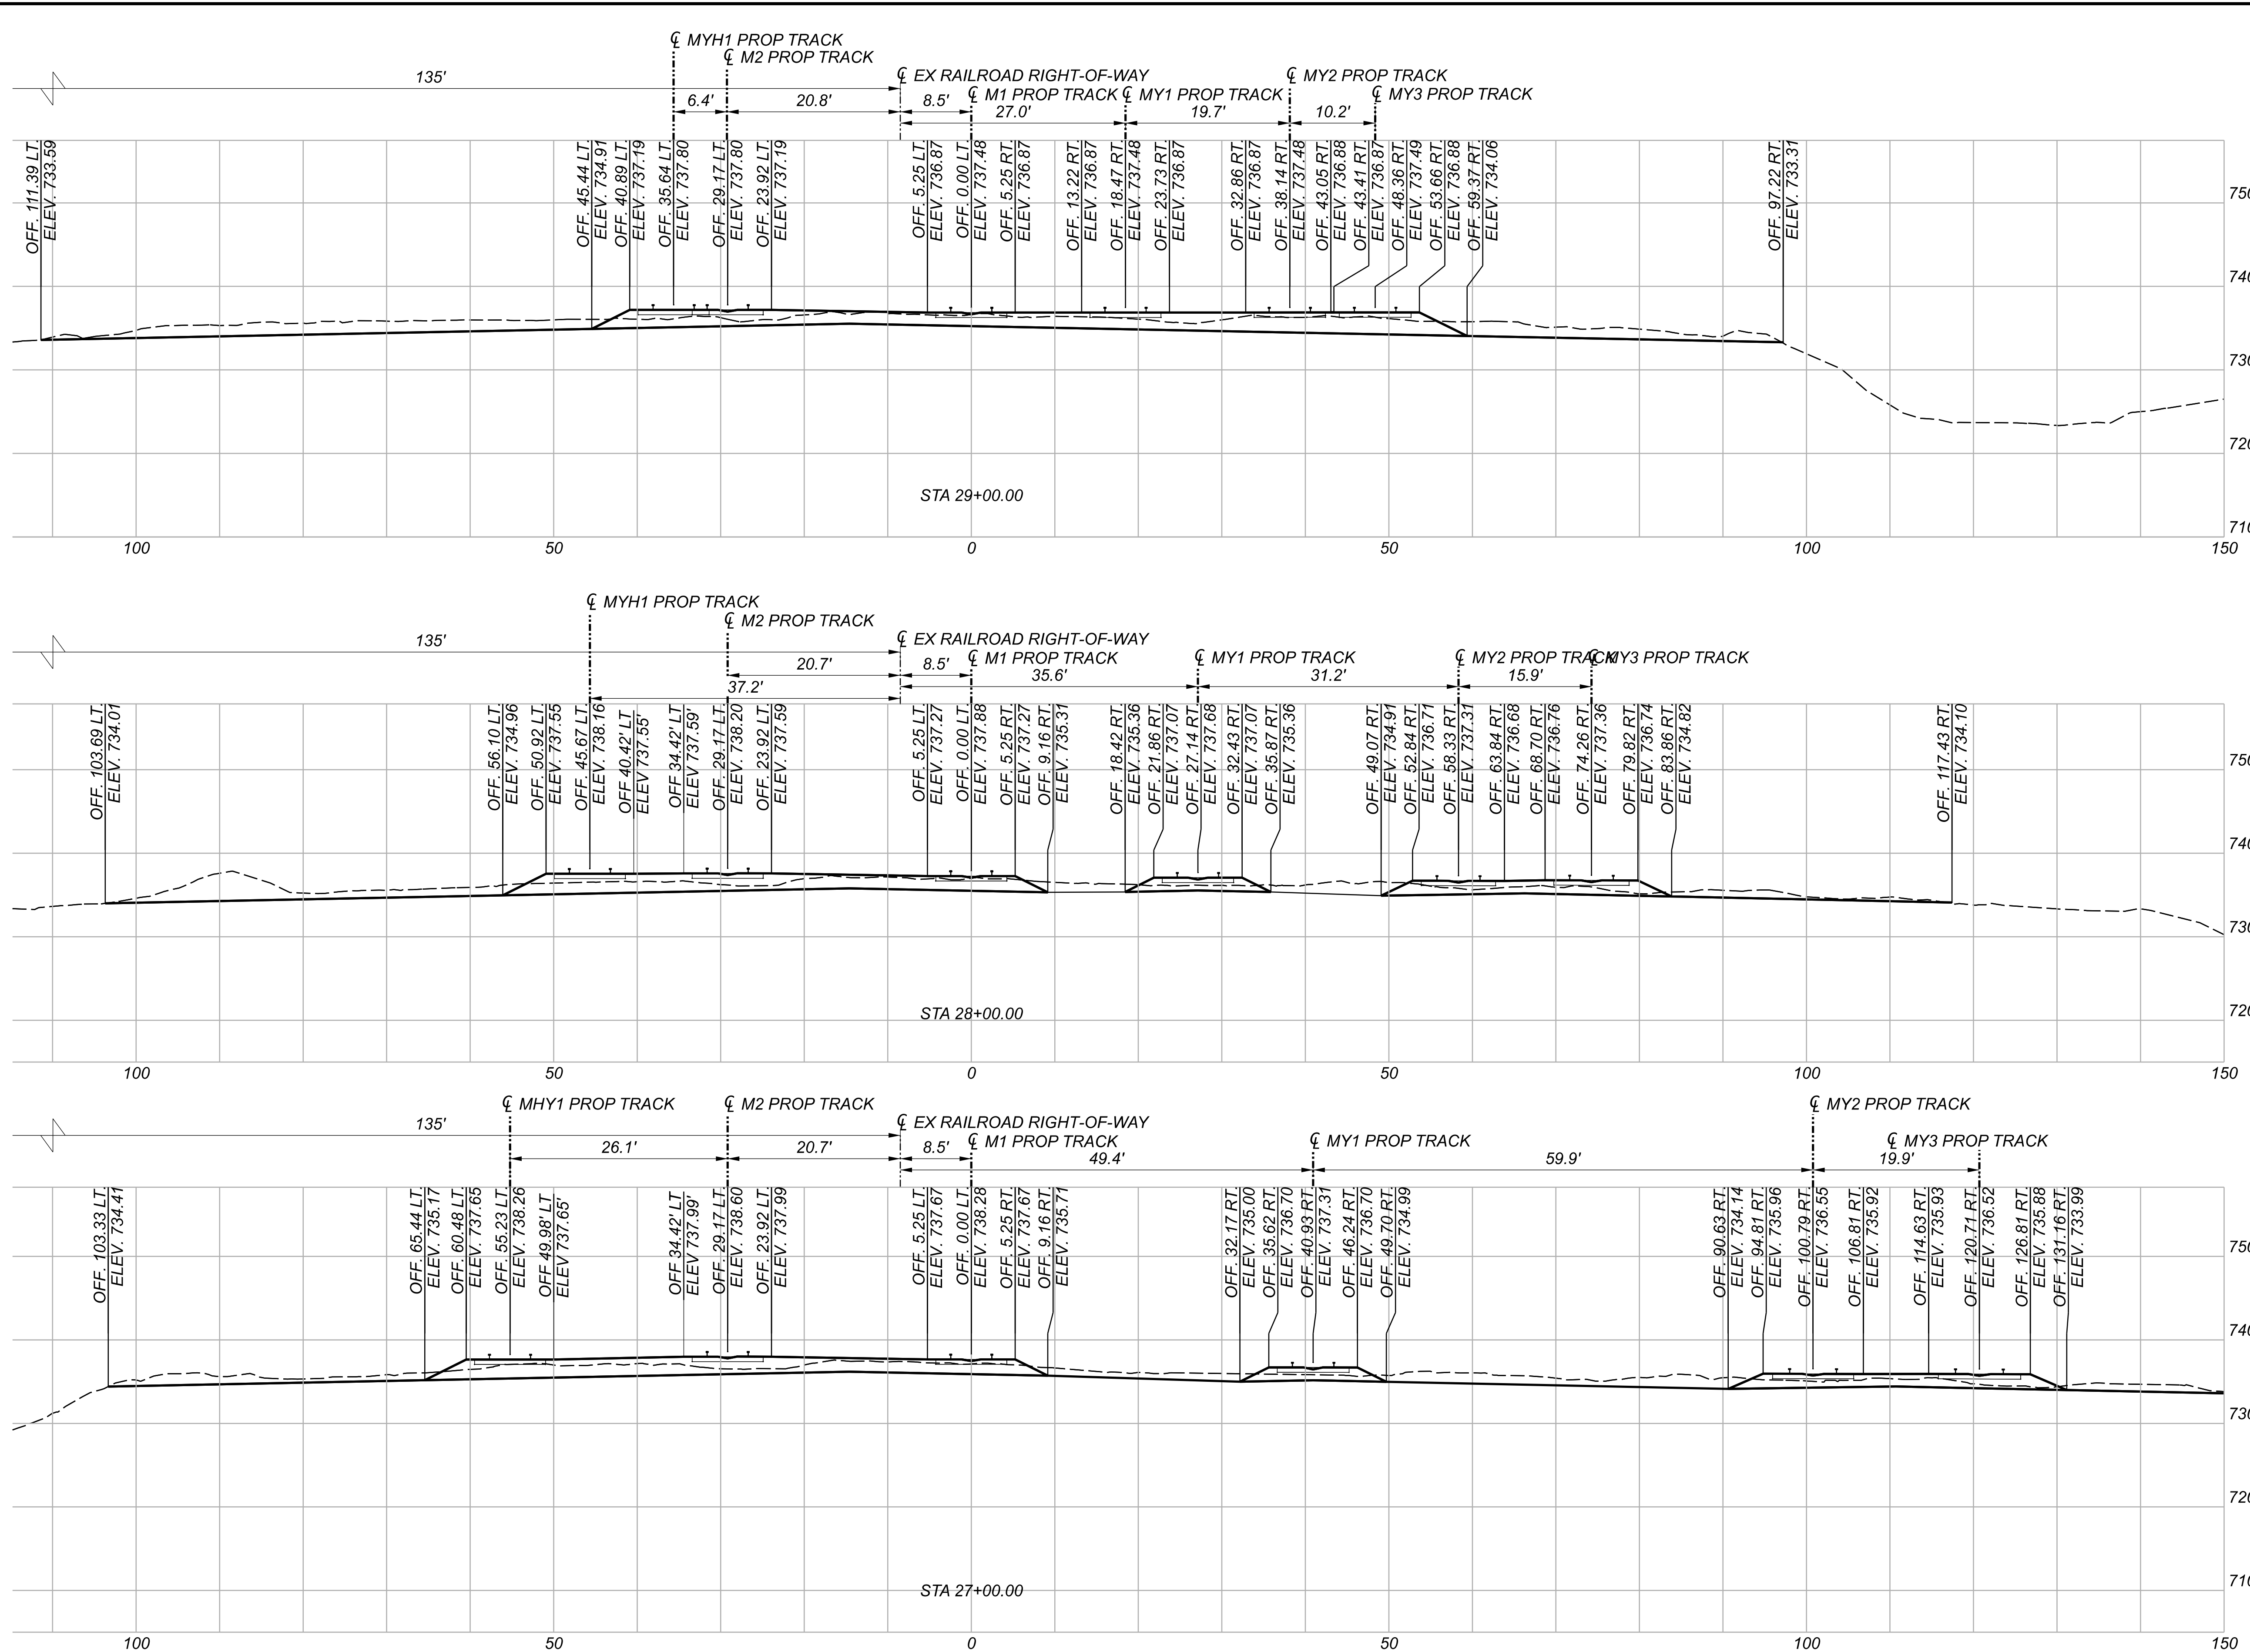 ℄ MYH1 PROP TRACK
℄ M2 PROP TRACK
℄ EX RAILROAD RIGHT-OF-WAY
℄ M1 PROP TRACK
℄ MY1 PROP TRACK
℄ MY2 PROP TRACK
℄ MY3 PROP TRACK
135'
6.4'
20.8'
8.5'
27.0'
19.7'
10.2'
OFF. 111.39 LT.
ELEV. 733.59
OFF. 45.44 LT.
ELEV. 734.91
OFF. 40.89 LT.
ELEV. 737.19
OFF. 35.64 LT.
ELEV. 737.80
OFF. 29.17 LT.
ELEV. 737.80
OFF. 23.92 LT.
ELEV. 737.19
OFF. 5.25 LT.
ELEV. 736.87
OFF. 0.00 LT.
ELEV. 737.48
OFF. 5.25 RT.
ELEV. 736.87
OFF. 13.22 RT.
ELEV. 736.87
OFF. 18.47 RT.
ELEV. 737.48
OFF. 23.73 RT.
ELEV. 736.87
OFF. 32.86 RT.
ELEV. 736.87
OFF. 38.14 RT.
ELEV. 737.48
OFF. 43.05 RT.
ELEV. 736.88
OFF. 43.41 RT.
ELEV. 736.87
OFF. 48.36 RT.
ELEV. 737.49
OFF. 53.66 RT.
ELEV. 736.88
OFF. 59.37 RT.
ELEV. 734.06
OFF. 97.22 RT.
ELEV. 733.31
STA 29+00.00
100
50
0
50
100
150
℄ MYH1 PROP TRACK
℄ M2 PROP TRACK
℄ EX RAILROAD RIGHT-OF-WAY
℄ M1 PROP TRACK
℄ MY1 PROP TRACK
℄ MY2 PROP TRACK
℄ MY3 PROP TRACK
135'
20.7'
8.5'
37.2'
35.6'
31.2'
15.9'
OFF. 103.69 LT.
ELEV. 734.01
OFF. 56.10 LT.
ELEV. 734.96
OFF. 50.92 LT.
ELEV. 737.55
OFF. 45.67 LT.
ELEV. 738.16
OFF 40.42' LT
ELEV 737.55'
OFF 34.42' LT
ELEV 737.59'
OFF. 29.17 LT.
ELEV. 738.20
OFF. 23.92 LT.
ELEV. 737.59
OFF. 5.25 LT.
ELEV. 737.27
OFF. 0.00 LT.
ELEV. 737.88
OFF. 5.25 RT.
ELEV. 737.27
OFF. 9.16 RT.
ELEV. 735.31
OFF. 18.42 RT.
ELEV. 735.36
OFF. 21.86 RT.
ELEV. 737.07
OFF. 27.14 RT.
ELEV. 737.68
OFF. 32.43 RT.
ELEV. 737.07
OFF. 35.87 RT.
ELEV. 735.36
OFF. 49.07 RT.
ELEV. 734.91
OFF. 52.84 RT.
ELEV. 736.71
OFF. 58.33 RT.
ELEV. 737.31
OFF. 63.84 RT.
ELEV. 736.68
OFF. 68.70 RT.
ELEV. 736.76
OFF. 74.26 RT.
ELEV. 737.36
OFF. 79.82 RT.
ELEV. 736.74
OFF. 83.86 RT.
ELEV. 734.82
OFF. 117.43 RT.
ELEV. 734.10
STA 28+00.00
100
50
0
50
100
150
℄ MHY1 PROP TRACK
℄ M2 PROP TRACK
℄ EX RAILROAD RIGHT-OF-WAY
℄ M1 PROP TRACK
℄ MY1 PROP TRACK
℄ MY2 PROP TRACK
℄ MY3 PROP TRACK
135'
26.1'
20.7'
8.5'
49.4'
59.9'
19.9'
OFF. 103.33 LT.
ELEV. 734.41
OFF. 65.44 LT.
ELEV. 735.17
OFF. 60.48 LT.
ELEV. 737.65
OFF. 55.23 LT.
ELEV. 738.26
OFF 49.98' LT
ELEV 737.65'
OFF 34.42' LT
ELEV 737.99'
OFF. 29.17 LT.
ELEV. 738.60
OFF. 23.92 LT.
ELEV. 737.99
OFF. 5.25 LT.
ELEV. 737.67
OFF. 0.00 LT.
ELEV. 738.28
OFF. 5.25 RT.
ELEV. 737.67
OFF. 9.16 RT.
ELEV. 735.71
OFF. 32.17 RT.
ELEV. 735.00
OFF. 35.62 RT.
ELEV. 736.70
OFF. 40.93 RT.
ELEV. 737.31
OFF. 46.24 RT.
ELEV. 736.70
OFF. 49.70 RT.
ELEV. 734.99
OFF. 90.63 RT.
ELEV. 734.14
OFF. 94.81 RT.
ELEV. 735.96
OFF. 100.79 RT.
ELEV. 736.55
OFF. 106.81 RT.
ELEV. 735.92
OFF. 114.63 RT.
ELEV. 735.93
OFF. 120.71 RT.
ELEV. 736.52
OFF. 126.81 RT.
ELEV. 735.88
OFF. 131.16 RT.
ELEV. 733.99
STA 27+00.00
100
50
0
50
100
150